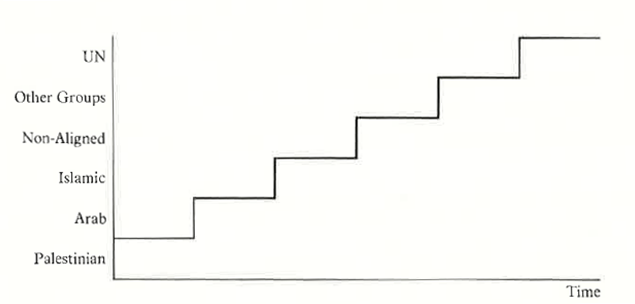 UN
Other Groups
Non-Aligned
Islamic
Arab
Palestinian
Time